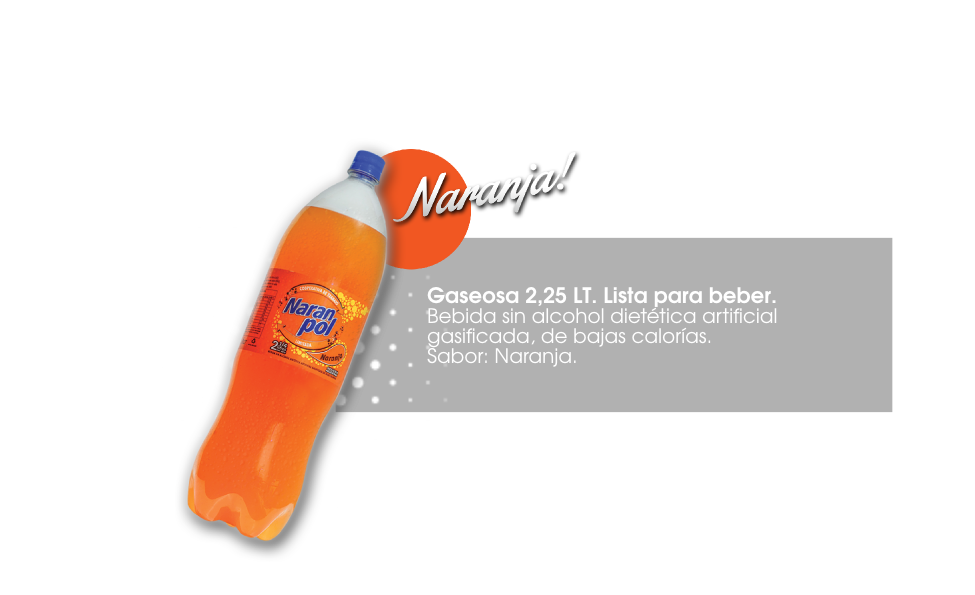 Naranja!
Gaseosa 2,25 LT. Lista para beber.
Bebida sin alcohol dietética artificial
gasificada, de bajas calorías.
Sabor: Naranja.
Naran
pol
Naranja